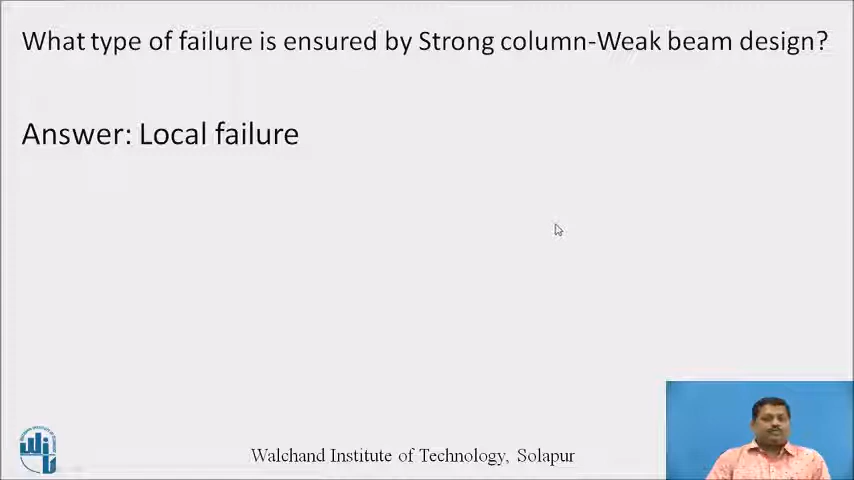 What type of failure is ensured by Strong column-Weak beam design?
Answer: Local failure
Walchand Institute of Technology, Solapur